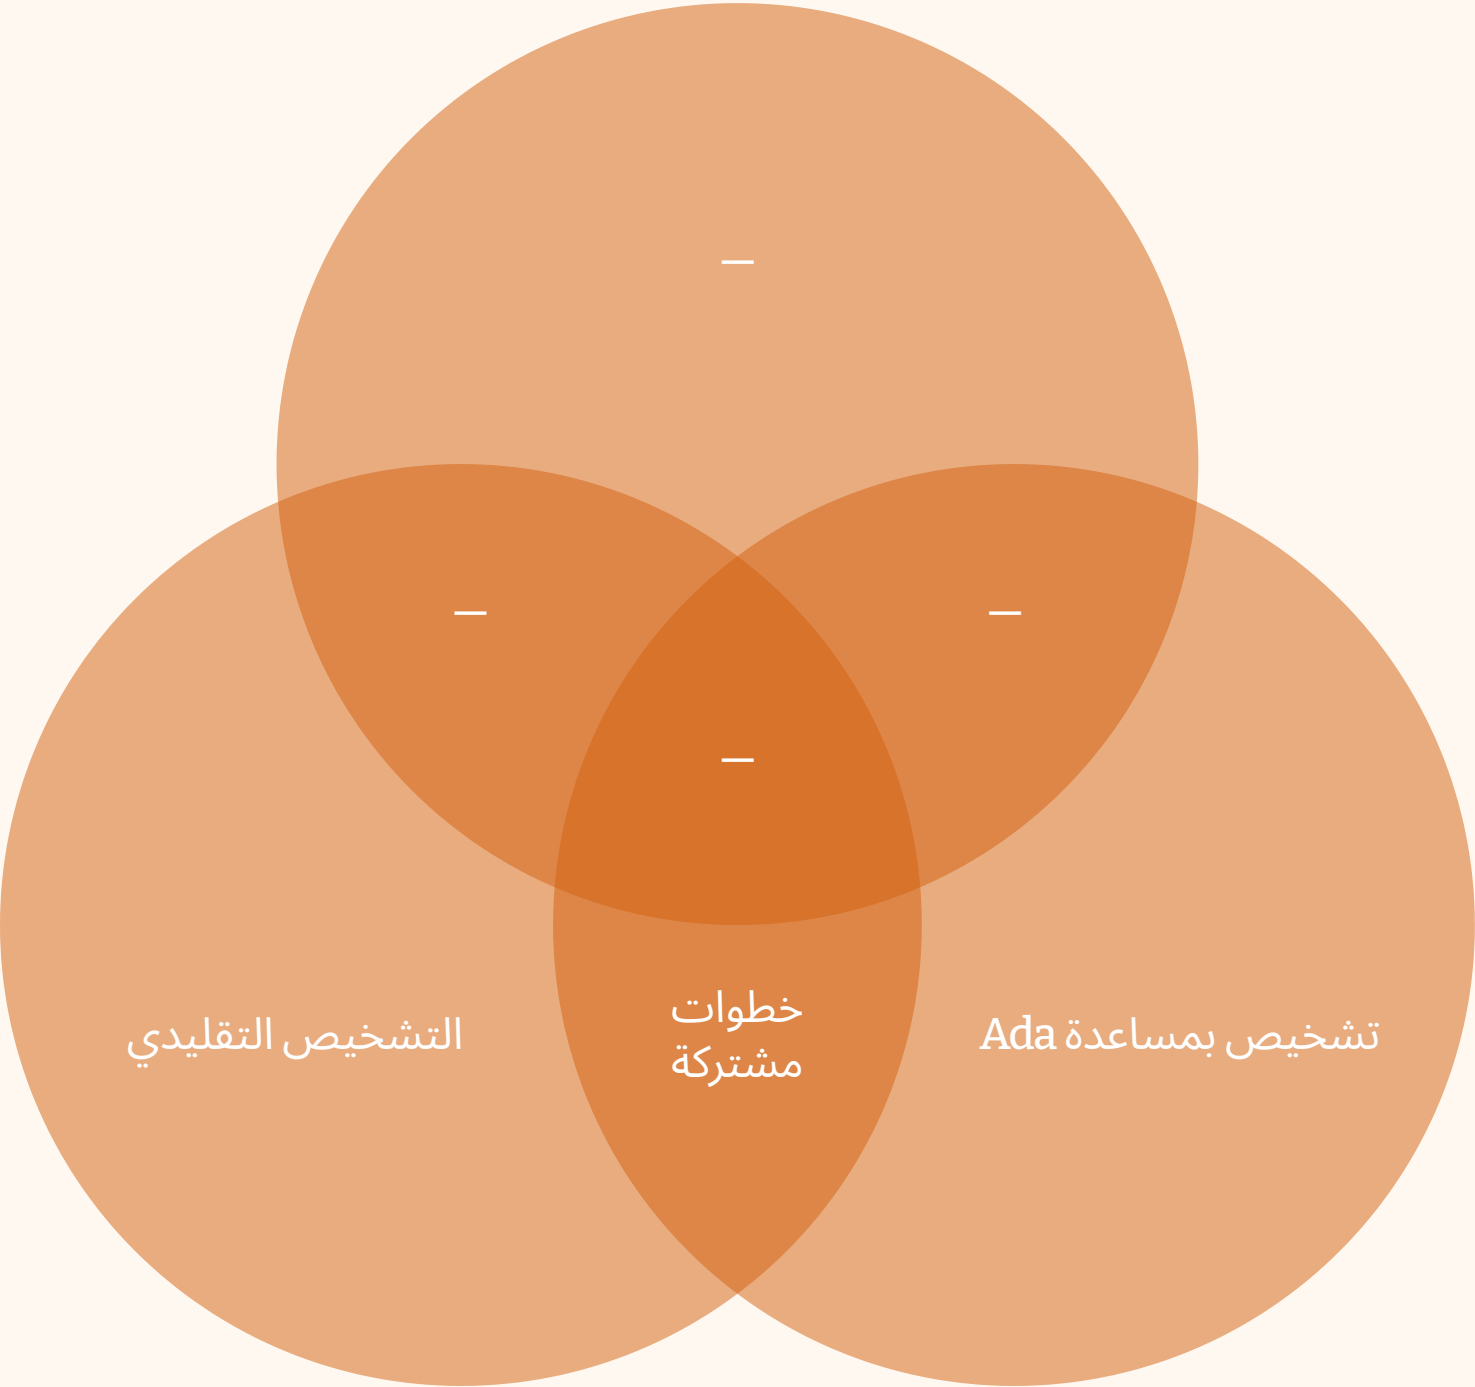 —
—
—
—
خطوات
مشتركة
تشخيص بمساعدة Ada
التشخيص التقليدي